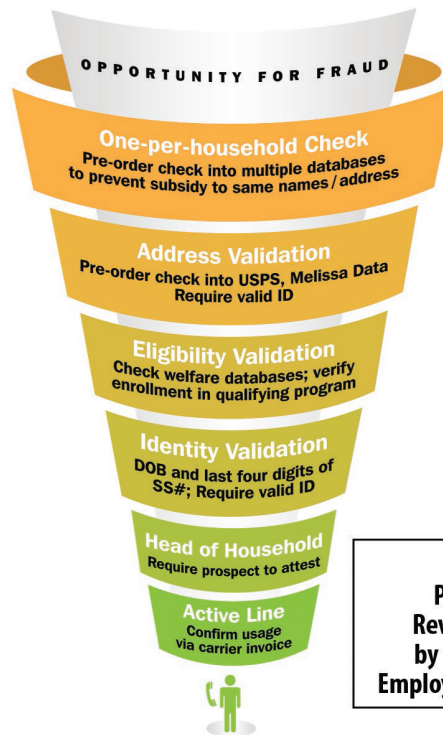 OPPORTUNITY FOR FRAUD
One-per-household Check
Pre-order check into multiple databases
to prevent subsidy to same names/address
Address Validation
Pre-order check into USPS, Melissa Data
Require valid ID
Eligibility Validation
Check welfare databases; verify
enrollment in qualifying program
Identity Validation
DOB and last four digits of
SS#; Require valid ID
Head of Household
Require prospect to attest
Active Line
Confirm usage
via carrier invoice
P
Rev
by
Employ